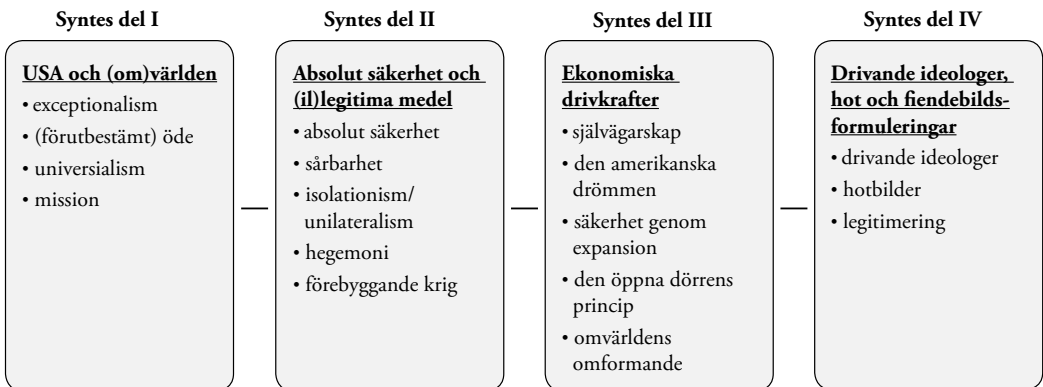 Syntes del I
USA och (om)världen
• exceptionalism
• (förutbestämt) öde
• universialism
• mission
Syntes del II
Absolut säkerhet och
(il)legitima medel
• absolut säkerhet
• sårbarhet
• isolationism/
unilateralism
• hegemoni
• förebyggande krig
Syntes del III
Ekonomiska
drivkrafter
• självägarskap
• den amerikanska
drömmen
• säkerhet genom
expansion
• den öppna dörrens
princip
• omvärldens
omformande
Syntes del IV
Drivande ideologer,
hot och fiendebilds-
formuleringar
• drivande ideologer
• hotbilder
• legitimering